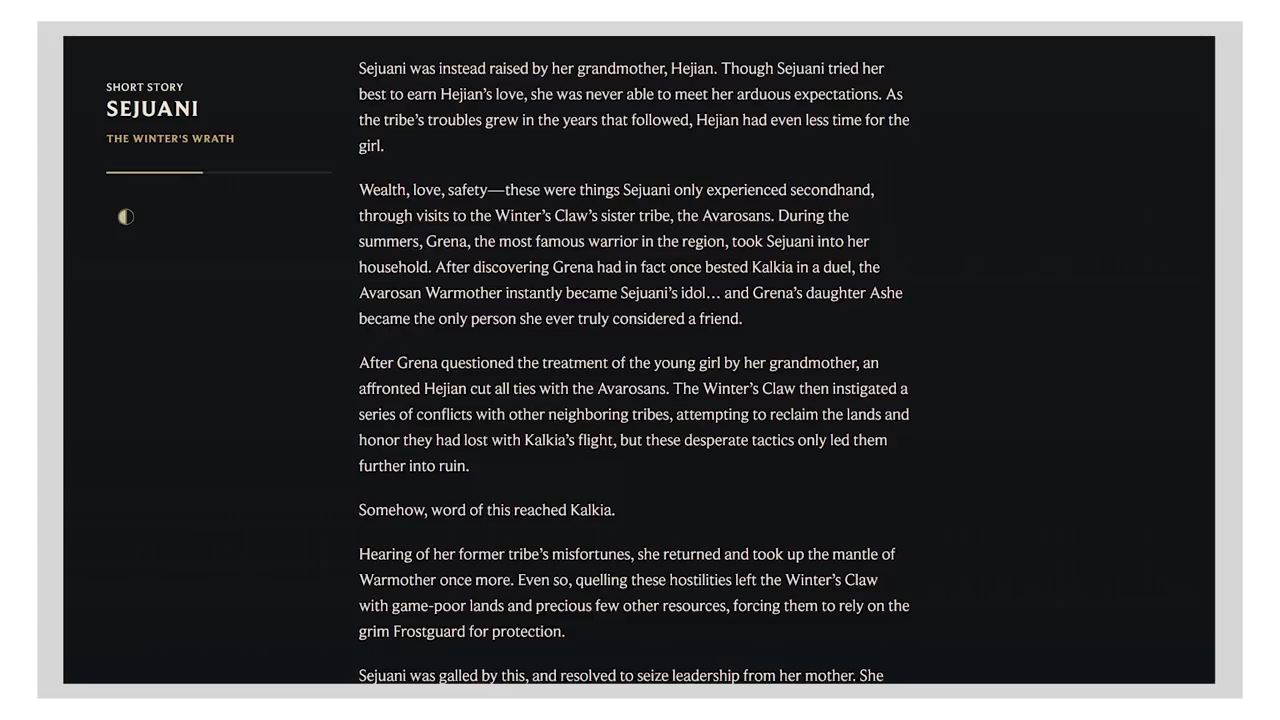 SHORT STORY
SEJUANI
THE WINTER'S WRATH
Sejuani was instead raised by her grandmother, Hejian. Though Sejuani tried her
best to earn Hejian’s love, she was never able to meet her arduous expectations. As
the tribe’s troubles grew in the years that followed, Hejian had even less time for the
girl.
Wealth, love, safety—these were things Sejuani only experienced secondhand,
through visits to the Winter’s Claw’s sister tribe, the Avarosans. During the
summers, Grena, the most famous warrior in the region, took Sejuani into her
household. After discovering Grena had in fact once bested Kalkia in a duel, the
Avarosan Warmother instantly became Sejuani’s idol… and Grena’s daughter Ashe
became the only person she ever truly considered a friend.
After Grena questioned the treatment of the young girl by her grandmother, an
affronted Hejian cut all ties with the Avarosans. The Winter’s Claw then instigated a
series of conflicts with other neighboring tribes, attempting to reclaim the lands and
honor they had lost with Kalkia’s flight, but these desperate tactics only led them
further into ruin.
Somehow, word of this reached Kalkia.
Hearing of her former tribe’s misfortunes, she returned and took up the mantle of
Warmother once more. Even so, quelling these hostilities left the Winter’s Claw
with game-poor lands and precious few other resources, forcing them to rely on the
grim Frostguard for protection.
Sejuani was galled by this, and resolved to seize leadership from her mother. She